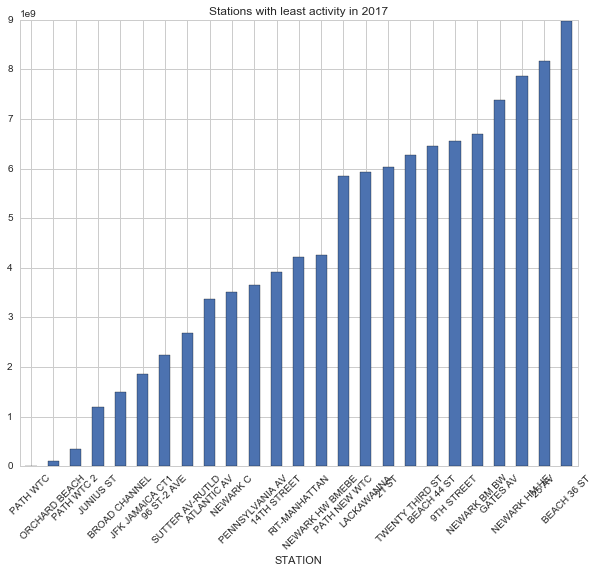 Stations with least activity in 2017
1e9
9
8
7
6
5
4
3
2
1
0
PATH WTC
ORCHARD BEACH
PATH WTC 2
JUNIUS ST
BROAD CHANNEL
JFK JAMAICA CT1
96 ST-2 AVE
SUTTER AV-RUTLD
ATLANTIC AV
NEWARK C
PENNSYLVANIA AV
14TH STREET
RIT-MANHATTAN
NEWARK HW BMEBE
PATH NEW WTC
LACKAWANNA
21 ST
TWENTY THIRD ST
BEACH 44 ST
9TH STREET
NEWARK BM BW
GATES AV
NEWARK HM HE
25 AV
BEACH 36 ST
STATION